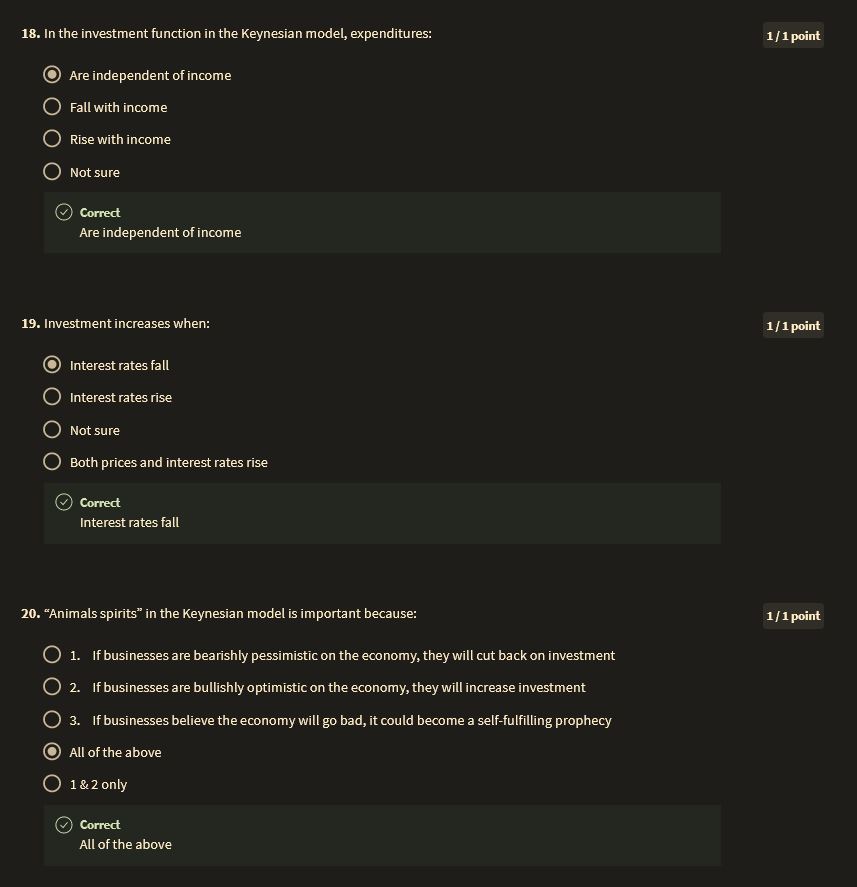 18. In the investment function in the Keynesian model, expenditures:
1 / 1 point
Are independent of income
Fall with income
Rise with income
Not sure
Correct
Are independent of income
19. Investment increases when:
1 / 1 point
Interest rates fall
Interest rates rise
Not sure
Both prices and interest rates rise
Correct
Interest rates fall
20. “Animals spirits” in the Keynesian model is important because:
1 / 1 point
1. If businesses are bearishly pessimistic on the economy, they will cut back on investment
2. If businesses are bullishly optimistic on the economy, they will increase investment
3. If businesses believe the economy will go bad, it could become a self-fulfilling prophecy
All of the above
1 & 2 only
Correct
All of the above